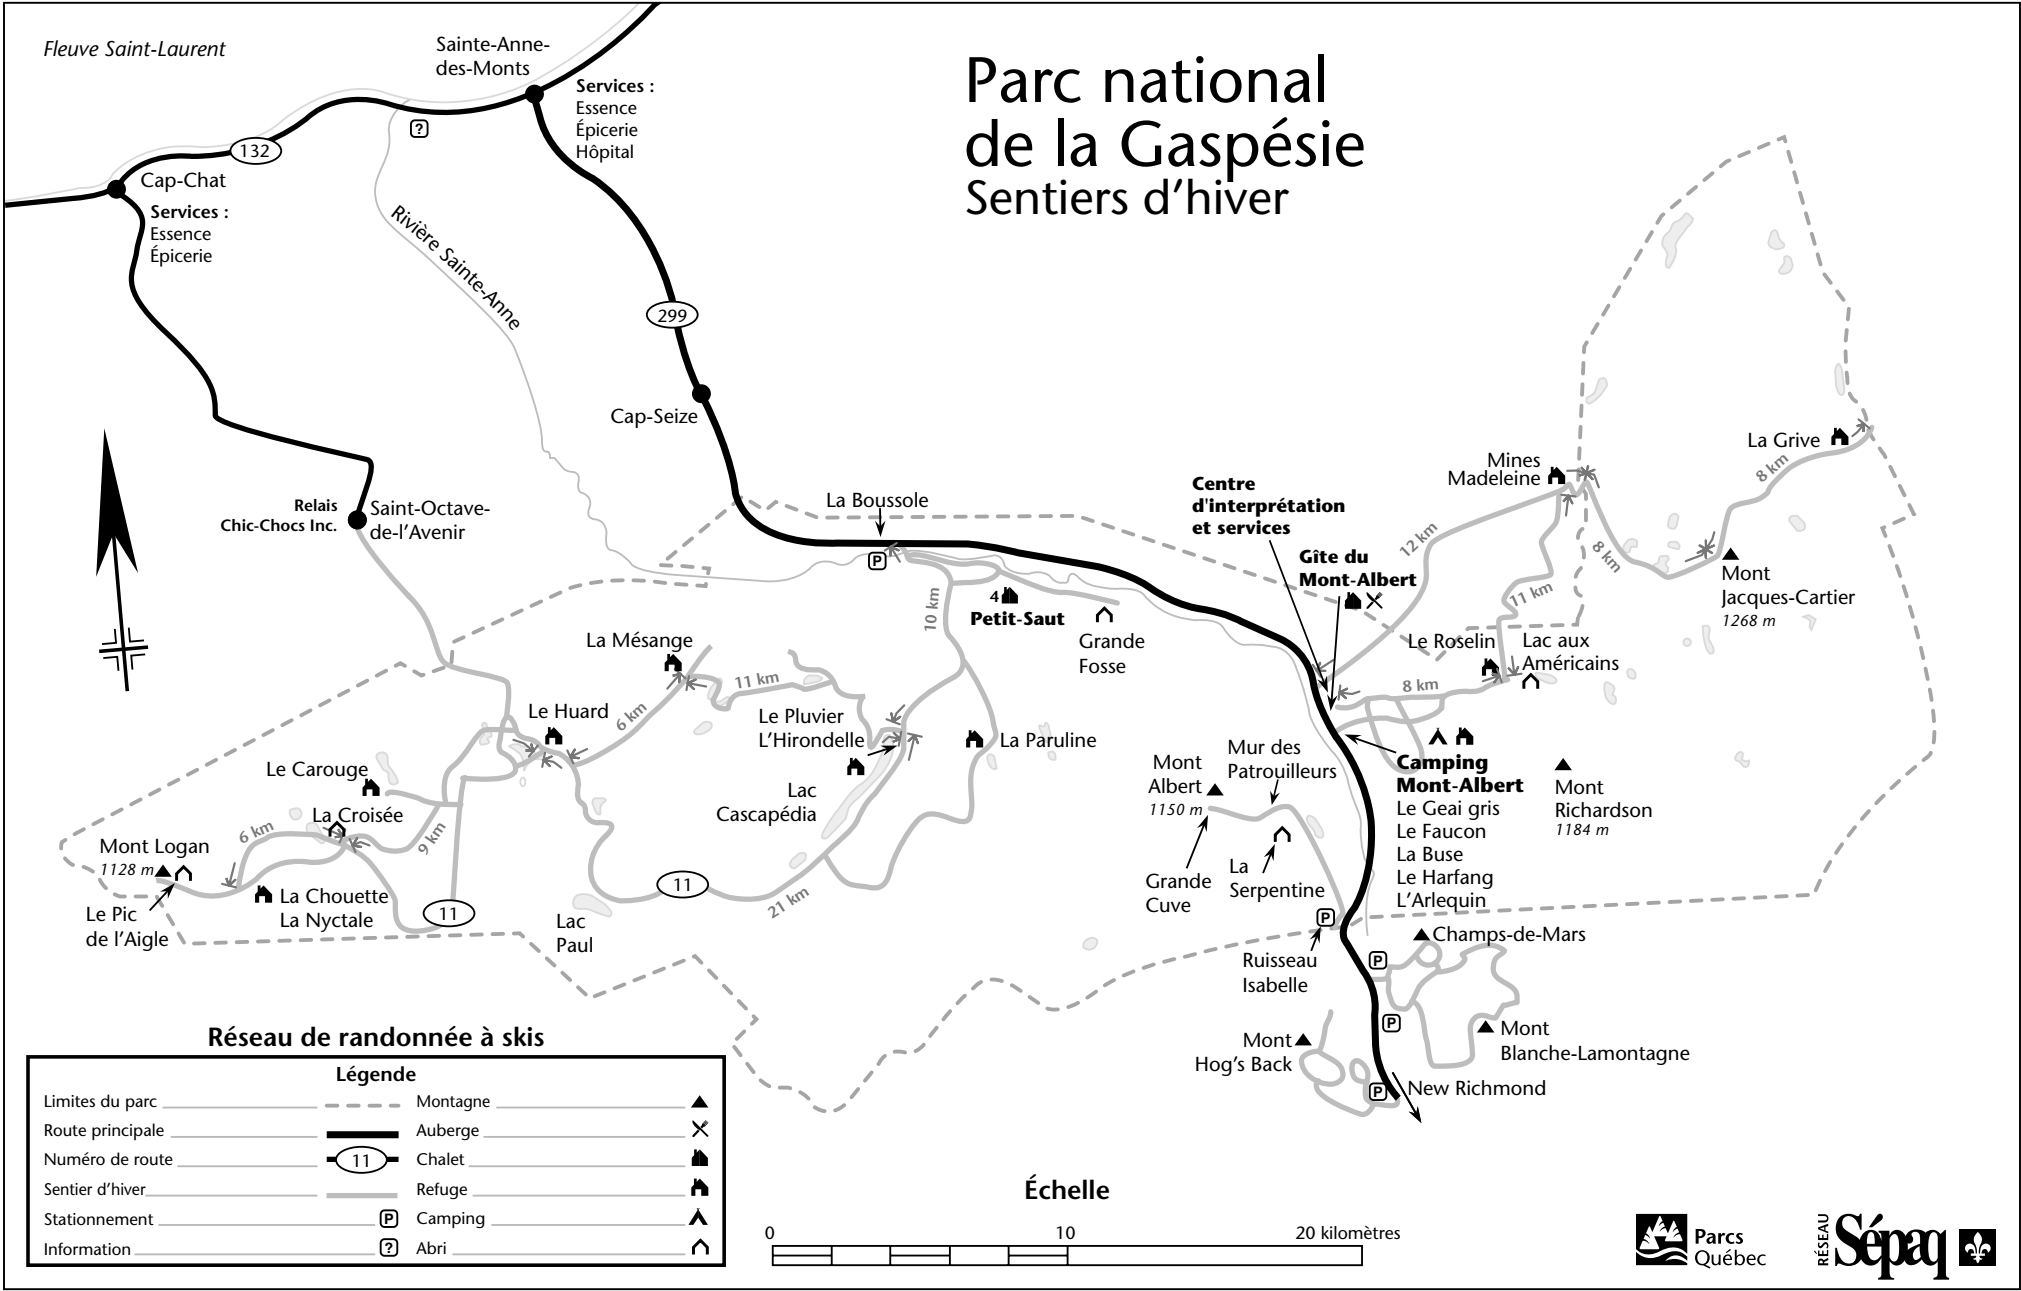 Parc national
de la Gaspésie
Sentiers d'hiver
Fleuve Saint-Laurent
Sainte-Anne-
des-Monts
Services :
Essence
Épicerie
Hôpital
?
132
Cap-Chat
Services :
Essence
Épicerie
Rivière Sainte-Anne
299
Cap-Seize
Relais
Chic-Chocs Inc.
Saint-Octave-
de-l'Avenir
La Boussole
P
4
Petit-Saut
Grande
Fosse
10 km
Centre
d'interprétation
et services
Gîte du
Mont-Albert
Mines
Madeleine
La Grive
8 km
12 km
8 km
11 km
Mont
Jacques-Cartier
1268 m
Le Roselin
Lac aux
Américains
8 km
La Mésange
11 km
Le Huard
6 km
Le Pluvier
L'Hirondelle
La Paruline
Lac
Cascapédia
Le Carouge
La Croisée
6 km
9 km
Mont Logan
1128 m
Le Pic
de l'Aigle
La Chouette
La Nyctale
11
Lac
Paul
11
21 km
Mur des
Patrouilleurs
Mont
Albert
1150 m
Grande
Cuve
La
Serpentine
Camping
Mont-Albert
Le Geai gris
Le Faucon
La Buse
Le Harfang
L'Arlequin
Mont
Richardson
1184 m
P
Ruisseau
Isabelle
Champs-de-Mars
P
P
Mont
Blanche-Lamontagne
Mont
Hog's Back
P
New Richmond
Réseau de randonnée à skis
Légende
Limites du parc
Route principale
Numéro de route
11
Sentier d'hiver
Stationnement
P
Information
?
Montagne
Auberge
Chalet
Refuge
Camping
Abri
Échelle
0 10 20 kilomètres
Parcs
Québec
RÉSEAU
Sépaq